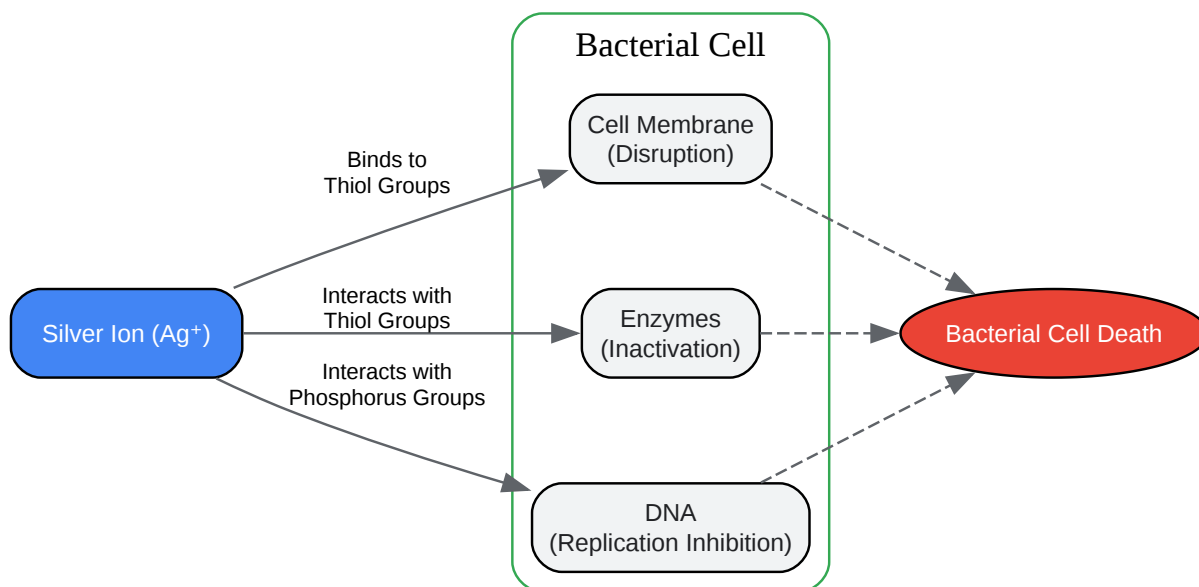 Bacterial Cell
Cell Membrane
(Disruption)
Binds to
Thiol Groups
Silver Ion (Ag⁺)
Interacts with
Thiol Groups
Enzymes
(Inactivation)
Bacterial Cell Death
Interacts with
Phosphorus Groups
DNA
(Replication Inhibition)